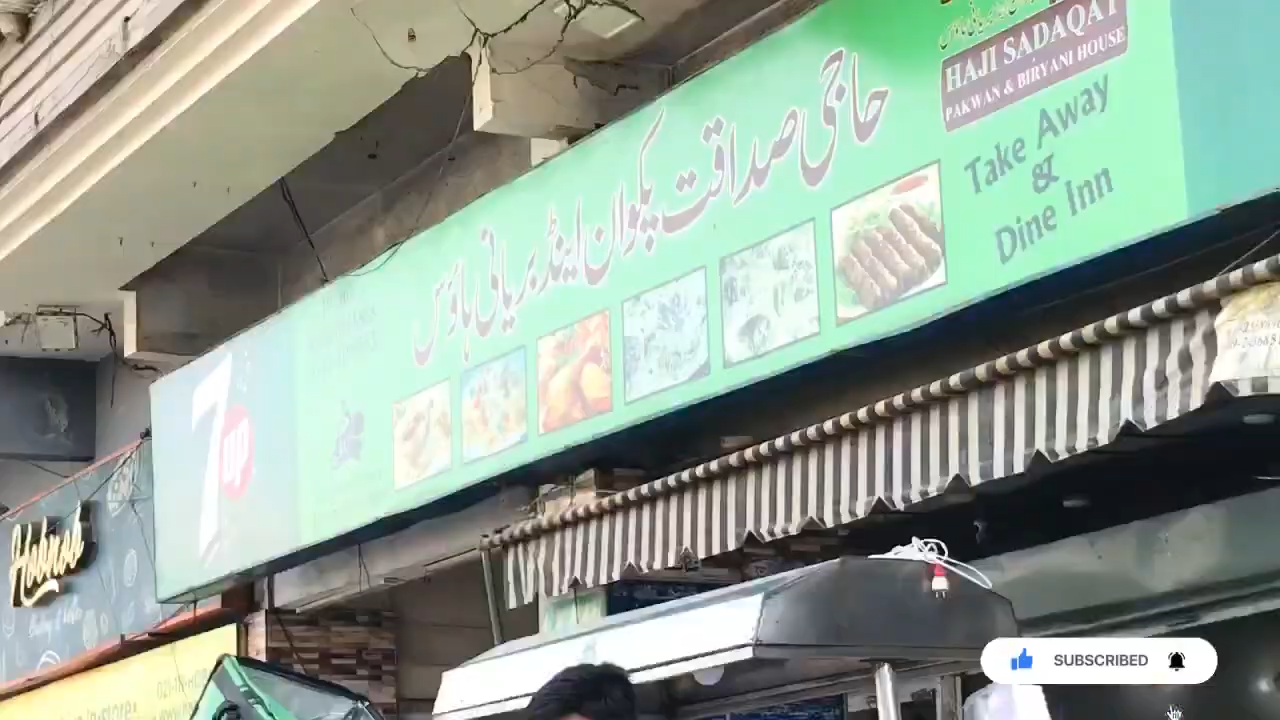 حاجی صداقت پکوان اینڈ بریانی ہاؤس
HAJI SADAQAT
PAKWAN & BIRYANI HOUSE
Take Away
&
Dine Inn
7up
Hobnob
SUBSCRIBED